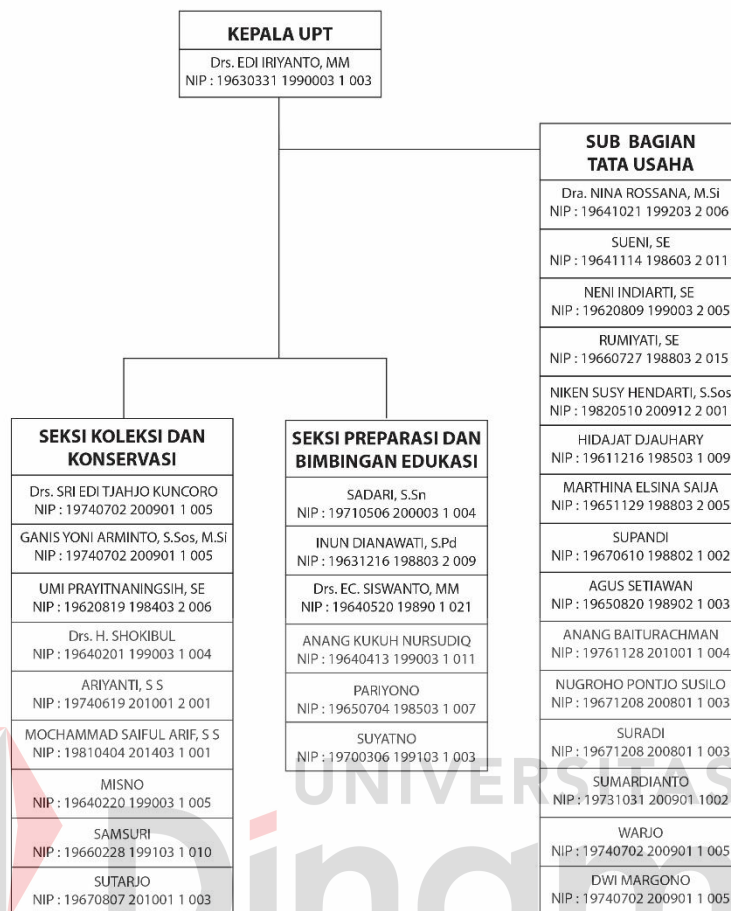 KEPALA UPT
Drs. EDI IRIYANTO, MM
NIP : 19630331 1990003 1 003
SUB BAGIAN
TATA USAHA
Dra. NINA ROSSANA, M.Si
NIP : 19641021 199203 2 006
SUENI, SE
NIP : 19641114 198603 2 011
NENI INDIARTI, SE
NIP : 19620809 199003 2 005
RUMIYATI, SE
NIP : 19660727 198803 2 015
NIKEN SUSY HENDARTI, S.Sos
NIP : 19820510 200912 2 001
HIDAJAT DJAUHARY
NIP : 19611216 198503 1 009
MARTHINA ELSINA SAIJA
NIP : 19651129 198803 2 005
SUPANDI
NIP : 19670610 198802 1 002
AGUS SETIAWAN
NIP : 19650820 198902 1 003
ANANG BAITURACHMAN
NIP : 19761128 201001 1 004
NUGROHO PONTJO SUSILO
NIP : 19671208 200801 1 003
SURADI
NIP : 19671208 200801 1 003
SUMARDIANTO
NIP : 19731031 200901 1002
WARJO
NIP : 19740702 200901 1 005
DWI MARGONO
NIP : 19740702 200901 1 005
SEKSI KOLEKSI DAN
KONSERVASI
Drs. SRI EDI TJAHJO KUNCORO
NIP : 19740702 200901 1 005
GANIS YONI ARMINTO, S.Sos, M.Si
NIP : 19740702 200901 1 005
UMI PRAYITNANINGSIH, SE
NIP : 19620819 198403 2 006
Drs. H. SHOKIBUL
NIP : 19640201 199003 1 004
ARIYANTI, S S
NIP : 19740619 201001 2 001
MOCHAMMAD SAIFUL ARIF, S S
NIP : 19810404 201403 1 001
MISNO
NIP : 19640220 199003 1 005
SAMSURI
NIP : 19660228 199103 1 010
SUTARJO
NIP : 19670807 201001 1 003
SEKSI PREPARASI DAN
BIMBINGAN EDUKASI
SADARI, S.Sn
NIP : 19710506 200003 1 004
INUN DIANAWATI, S.Pd
NIP : 19631216 198803 2 009
Drs. EC. SISWANTO, MM
NIP : 19640520 19890 1 021
ANANG KUKUH NURSUDIQ
NIP : 19640413 199003 1 011
PARIYONO
NIP : 19650704 198503 1 007
SUYATNO
NIP : 19700306 199103 1 003
UNIVERSITAS